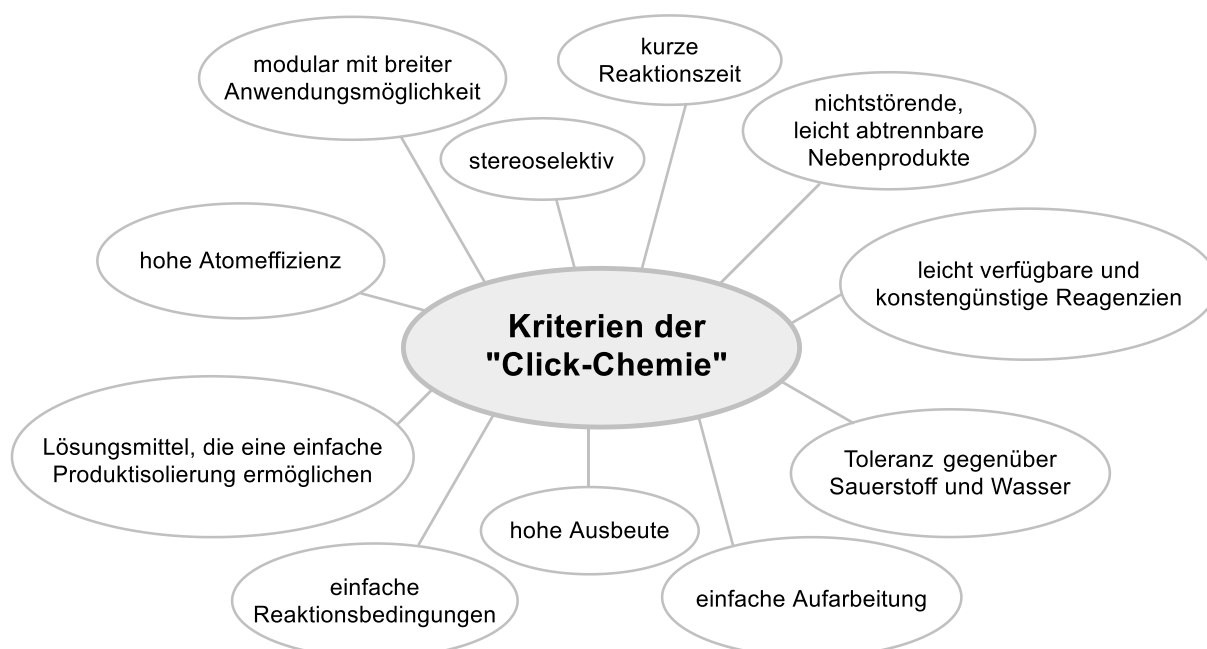 modular mit breiter
Anwendungsmöglichkeit
kurze
Reaktionszeit
stereoselektiv
nichtstörende,
leicht abtrennbare
Nebenprodukte
hohe Atomeffizienz
leicht verfügbare und
konstengünstige Reagenzien
Kriterien der
"Click-Chemie"
Lösungsmittel, die eine einfache
Produktisolierung ermöglichen
Toleranz gegenüber
Sauerstoff und Wasser
hohe Ausbeute
einfache
Reaktionsbedingungen
einfache Aufarbeitung